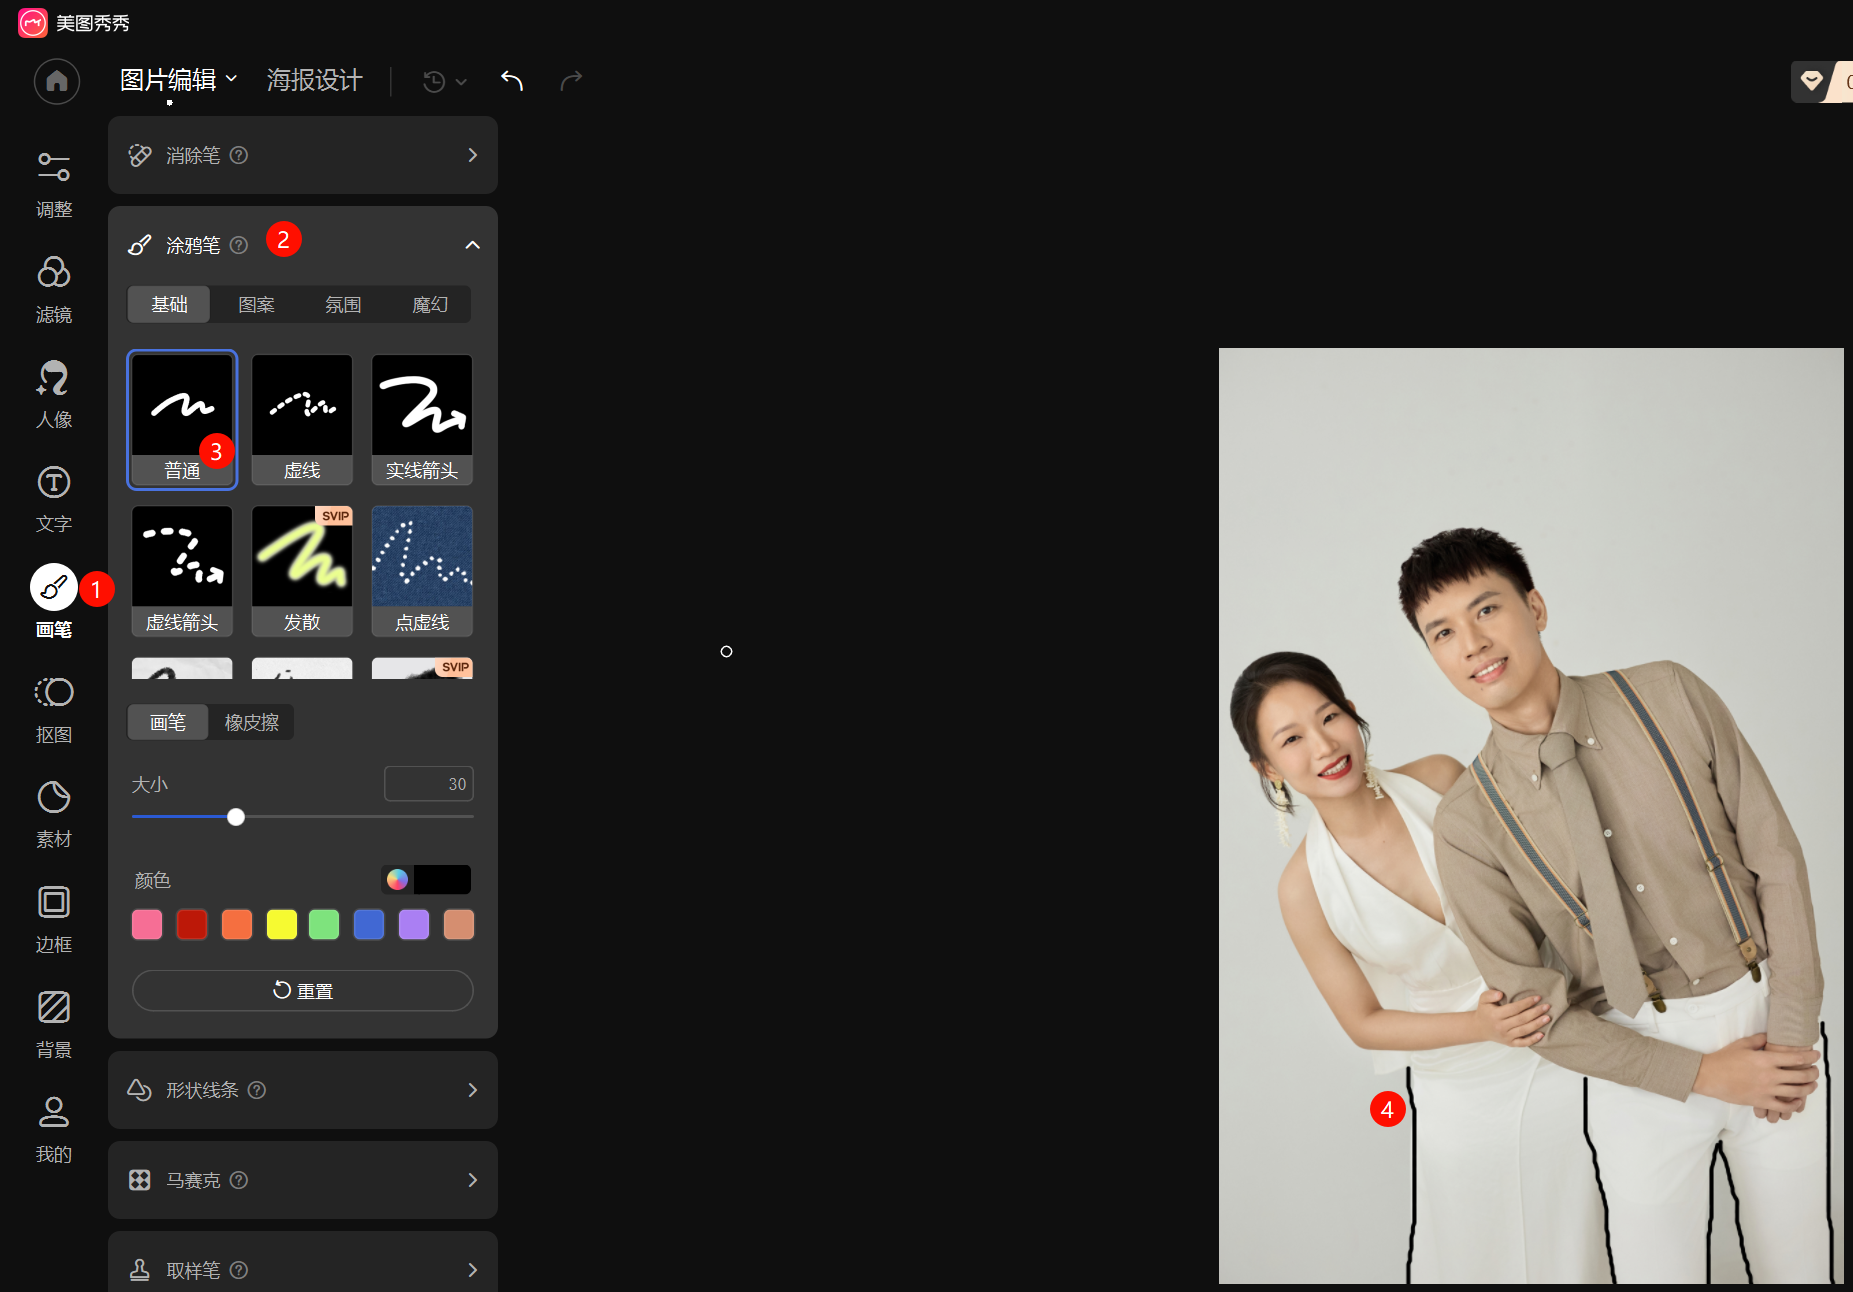 美图秀秀
图片编辑 海报设计
调整
滤镜
人像
文字
画笔 1
抠图
素材
边框
背景
我的
消除笔 ?
涂鸦笔 ? 2
基础 图案 氛围 魔幻
普通 3 虚线 实线箭头
SVIP
虚线箭头 发散 点虚线
SVIP
画笔 橡皮擦
大小 30
颜色
重置
形状线条 ?
马赛克 ?
取样笔 ?
4